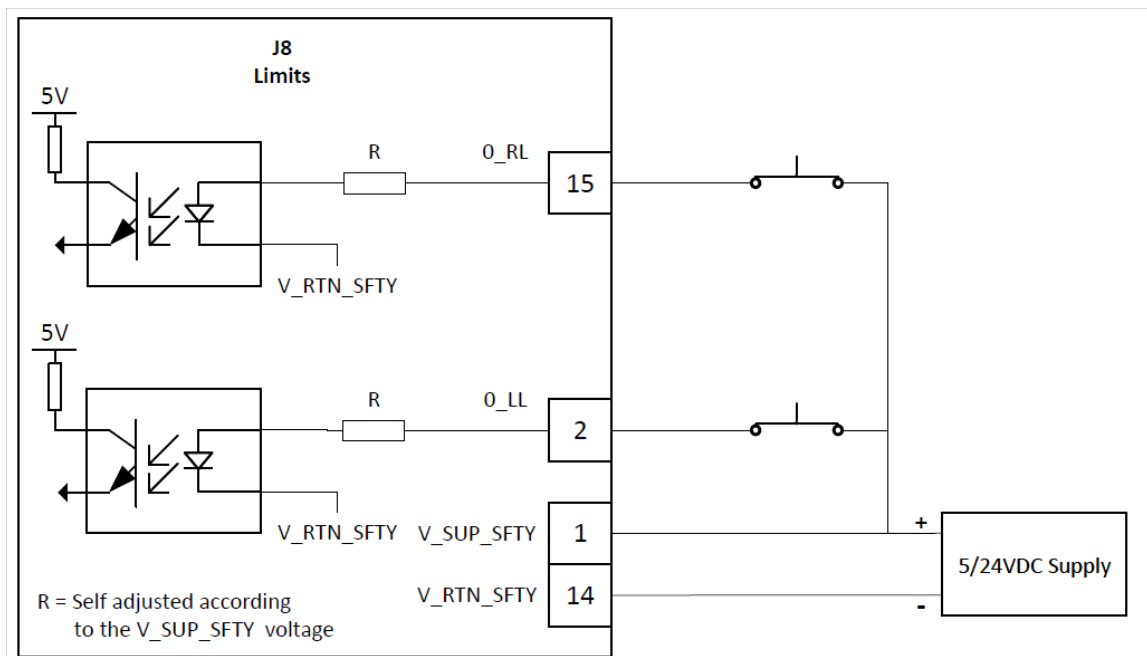 J8
Limits
5V
R
0_RL
15
V_RTN_SFTY
5V
R
0_LL
2
V_RTN_SFTY
V_SUP_SFTY
1
+
5/24VDC Supply
V_RTN_SFTY
14
-
R = Self adjusted according
to the V_SUP_SFTY voltage